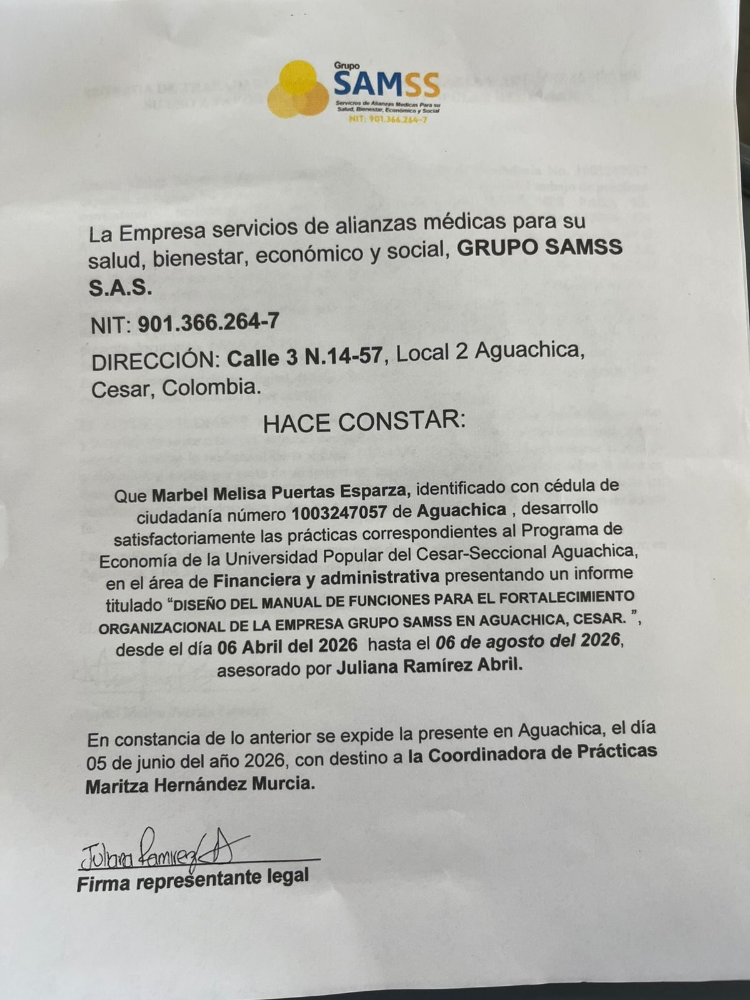 Grupo
SAMSS
Servicios de Alianzas Medicas Para su
Salud, Bienestar, Económico y Social
NIT: 901.366.264-7
La Empresa servicios de alianzas médicas para su
salud, bienestar, económico y social, GRUPO SAMSS
S.A.S.
NIT: 901.366.264-7
DIRECCIÓN: Calle 3 N.14-57, Local 2 Aguachica,
Cesar, Colombia.
HACE CONSTAR:
Que Marbel Melisa Puertas Esparza, identificado con cédula de
ciudadanía número 1003247057 de Aguachica , desarrollo
satisfactoriamente las prácticas correspondientes al Programa de
Economía de la Universidad Popular del Cesar-Seccional Aguachica,
en el área de Financiera y administrativa presentando un informe
titulado “DISEÑO DEL MANUAL DE FUNCIONES PARA EL FORTALECIMIENTO
ORGANIZACIONAL DE LA EMPRESA GRUPO SAMSS EN AGUACHICA, CESAR. ”,
desde el día 06 Abril del 2026 hasta el 06 de agosto del 2026,
asesorado por Juliana Ramírez Abril.
En constancia de lo anterior se expide la presente en Aguachica, el día
05 de junio del año 2026, con destino a la Coordinadora de Prácticas
Maritza Hernández Murcia.
Juliana Ramirez A
Firma representante legal